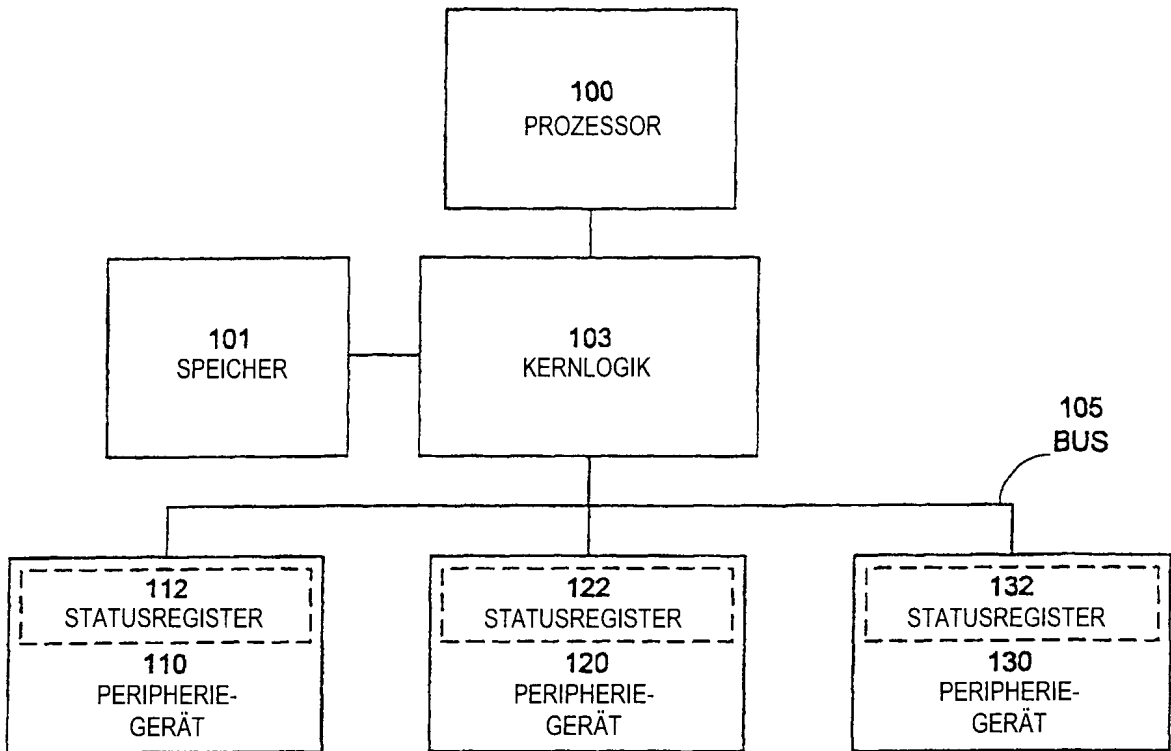 100
PROZESSOR
101
SPEICHER
103
KERNLOGIK
105
BUS
112
STATUSREGISTER
110
PERIPHERIE-
GERÄT
122
STATUSREGISTER
120
PERIPHERIE-
GERÄT
132
STATUSREGISTER
130
PERIPHERIE-
GERÄT